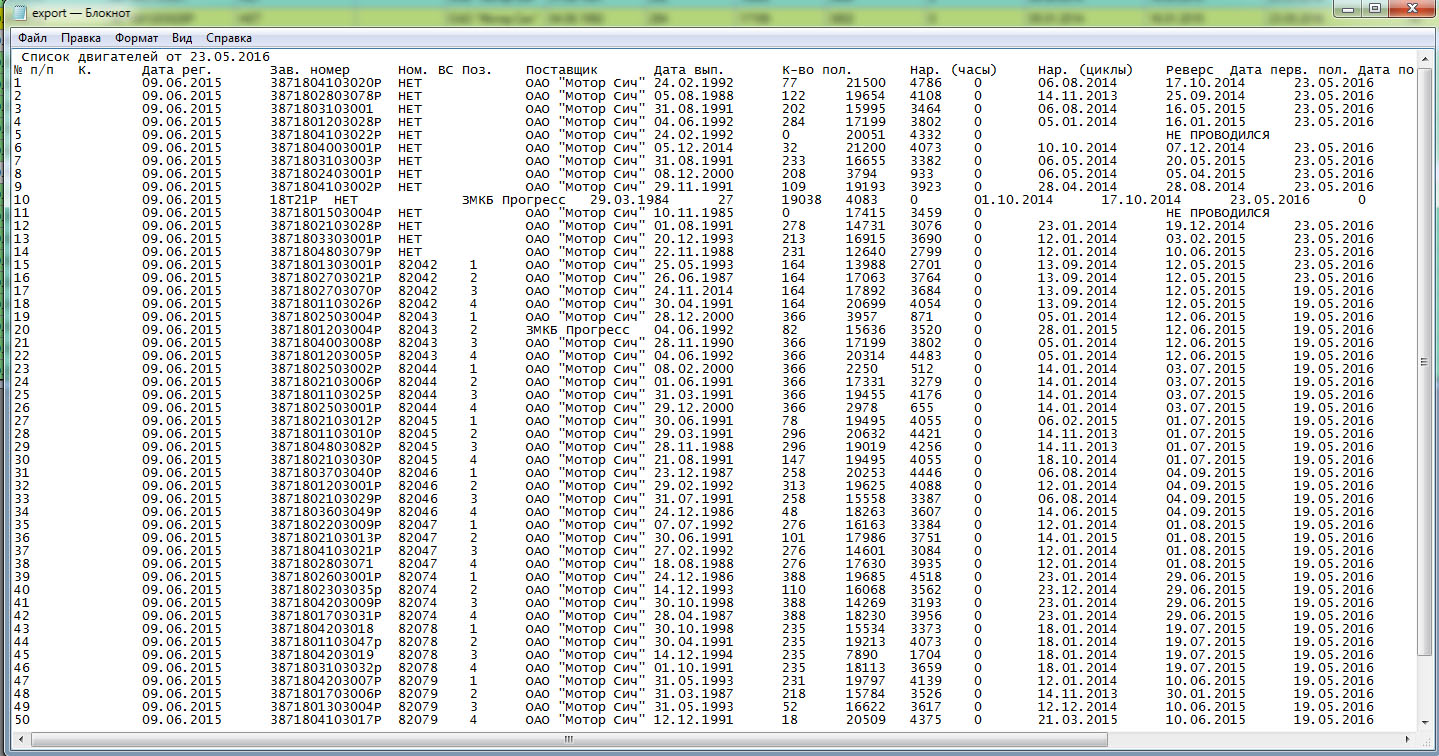 export — Блокнот
Файл Правка Формат Вид Справка
Список двигателей от 23.05.2016
№ п/п К. Дата рег. Зав. номер Ном. ВС Поз. Поставщик Дата вып. К-во пол. Нар. (часы) Нар. (циклы) Реверс Дата перв. пол. Дата по
1 09.06.2015 3871804103020Р НЕТ ОАО "Мотор Сич" 24.02.1992 77 21500 4786 0 06.08.2014 17.10.2014 23.05.2016
2 09.06.2015 3871802803078Р НЕТ ОАО "Мотор Сич" 05.08.1988 122 19654 4108 0 14.11.2013 25.09.2014 23.05.2016
3 09.06.2015 3871803103001 НЕТ ОАО "Мотор Сич" 31.08.1991 202 15995 3464 0 06.08.2014 16.05.2015 23.05.2016
4 09.06.2015 3871801203028Р НЕТ ОАО "Мотор Сич" 04.06.1992 284 17199 3802 0 05.01.2014 16.01.2015 23.05.2016
5 09.06.2015 3871804103022Р НЕТ ОАО "Мотор Сич" 24.02.1992 0 20051 4332 0 НЕ ПРОВОДИЛСЯ
6 09.06.2015 3871804003001Р НЕТ ОАО "Мотор Сич" 05.12.2014 32 21200 4073 0 10.10.2014 07.12.2014 23.05.2016
7 09.06.2015 3871803103003Р НЕТ ОАО "Мотор Сич" 31.08.1991 233 16655 3382 0 06.05.2014 20.05.2015 23.05.2016
8 09.06.2015 3871802403001Р НЕТ ОАО "Мотор Сич" 08.12.2000 208 3794 933 0 06.05.2014 05.04.2015 23.05.2016
9 09.06.2015 3871804103002Р НЕТ ОАО "Мотор Сич" 29.11.1991 109 19193 3923 0 28.04.2014 28.08.2014 23.05.2016
10 09.06.2015 18Т21Р НЕТ ЗМКБ Прогресс 29.03.1984 27 19038 4083 0 01.10.2014 17.10.2014 23.05.2016 0
11 09.06.2015 3871801503004Р НЕТ ОАО "Мотор Сич" 10.11.1985 0 17415 3459 0 НЕ ПРОВОДИЛСЯ
12 09.06.2015 3871802103028Р НЕТ ОАО "Мотор Сич" 01.08.1991 278 14731 3076 0 23.01.2014 19.12.2014 23.05.2016
13 09.06.2015 3871803303001Р НЕТ ОАО "Мотор Сич" 20.12.1993 213 16915 3690 0 12.01.2014 03.02.2015 23.05.2016
14 09.06.2015 3871804803079Р НЕТ ОАО "Мотор Сич" 22.11.1988 231 12640 2799 0 12.01.2014 10.06.2015 23.05.2016
15 09.06.2015 3871801303001Р 82042 1 ОАО "Мотор Сич" 25.05.1993 164 13988 2701 0 13.09.2014 12.05.2015 23.05.2016
16 09.06.2015 3871802703021Р 82042 2 ОАО "Мотор Сич" 26.06.1987 164 17063 3764 0 13.09.2014 12.05.2015 23.05.2016
17 09.06.2015 3871802703070Р 82042 3 ОАО "Мотор Сич" 24.11.2014 164 17892 3684 0 13.09.2014 12.05.2015 19.05.2016
18 09.06.2015 3871801103026Р 82042 4 ОАО "Мотор Сич" 30.04.1991 164 20699 4054 0 13.09.2014 12.05.2015 19.05.2016
19 09.06.2015 3871802503004Р 82043 1 ОАО "Мотор Сич" 28.12.2000 366 3957 871 0 05.01.2014 12.06.2015 19.05.2016
20 09.06.2015 3871801203004Р 82043 2 ЗМКБ Прогресс 04.06.1992 82 15636 3520 0 28.01.2015 12.06.2015 19.05.2016
21 09.06.2015 3871804003008Р 82043 3 ОАО "Мотор Сич" 28.11.1990 366 17199 3802 0 05.01.2014 12.06.2015 19.05.2016
22 09.06.2015 3871801203005Р 82043 4 ОАО "Мотор Сич" 04.06.1992 366 20314 4483 0 05.01.2014 12.06.2015 19.05.2016
23 09.06.2015 3871802503002Р 82044 1 ОАО "Мотор Сич" 08.02.2000 366 2250 512 0 14.01.2014 03.07.2015 19.05.2016
24 09.06.2015 3871802103006Р 82044 2 ОАО "Мотор Сич" 01.06.1991 366 17331 3279 0 14.01.2014 03.07.2015 19.05.2016
25 09.06.2015 3871801103025Р 82044 3 ОАО "Мотор Сич" 31.03.1991 366 19455 4176 0 14.01.2014 03.07.2015 19.05.2016
26 09.06.2015 3871802503001Р 82044 4 ОАО "Мотор Сич" 29.12.2000 366 2978 655 0 14.01.2014 03.07.2015 19.05.2016
27 09.06.2015 3871802103012Р 82045 1 ОАО "Мотор Сич" 30.06.1991 78 19495 4055 0 06.02.2015 01.07.2015 19.05.2016
28 09.06.2015 3871801103010Р 82045 2 ОАО "Мотор Сич" 29.03.1991 296 20632 4421 0 14.11.2013 01.07.2015 19.05.2016
29 09.06.2015 3871804803082Р 82045 3 ОАО "Мотор Сич" 28.11.1988 296 19019 4256 0 14.11.2013 01.07.2015 19.05.2016
30 09.06.2015 3871802103030Р 82045 4 ОАО "Мотор Сич" 21.08.1991 147 19495 4055 0 18.10.2014 01.07.2015 19.05.2016
31 09.06.2015 3871803703040Р 82046 1 ОАО "Мотор Сич" 23.12.1987 258 20253 4446 0 06.08.2014 04.09.2015 19.05.2016
32 09.06.2015 3871801203001Р 82046 2 ОАО "Мотор Сич" 29.02.1992 313 19625 4088 0 12.01.2014 04.09.2015 19.05.2016
33 09.06.2015 3871802103029Р 82046 3 ОАО "Мотор Сич" 31.07.1991 258 15558 3387 0 06.08.2014 04.09.2015 19.05.2016
34 09.06.2015 3871803603049Р 82046 4 ОАО "Мотор Сич" 24.12.1986 48 18263 3607 0 14.06.2015 04.09.2015 19.05.2016
35 09.06.2015 3871802203009Р 82047 1 ОАО "Мотор Сич" 07.07.1992 276 16163 3384 0 12.01.2014 01.08.2015 19.05.2016
36 09.06.2015 3871802103013Р 82047 2 ОАО "Мотор Сич" 30.06.1991 101 17986 3751 0 14.01.2015 01.08.2015 19.05.2016
37 09.06.2015 3871804103021Р 82047 3 ОАО "Мотор Сич" 27.02.1992 276 14601 3084 0 12.01.2014 01.08.2015 19.05.2016
38 09.06.2015 3871802803071 82047 4 ОАО "Мотор Сич" 18.08.1988 276 17630 3935 0 12.01.2014 01.08.2015 19.05.2016
39 09.06.2015 3871802603001Р 82074 1 ОАО "Мотор Сич" 24.12.1986 388 19685 4518 0 23.01.2014 29.06.2015 19.05.2016
40 09.06.2015 3871802303035р 82074 2 ОАО "Мотор Сич" 14.12.1993 110 16068 3562 0 23.12.2014 29.06.2015 19.05.2016
41 09.06.2015 3871804203009Р 82074 3 ОАО "Мотор Сич" 30.10.1998 388 14269 3193 0 23.01.2014 29.06.2015 19.05.2016
42 09.06.2015 3871801703031Р 82074 4 ОАО "Мотор Сич" 28.04.1987 388 18230 3956 0 23.01.2014 29.06.2015 19.05.2016
43 09.06.2015 3871804203018 82078 1 ОАО "Мотор Сич" 30.10.1998 235 15534 3373 0 18.01.2014 19.07.2015 19.05.2016
44 09.06.2015 3871801103047р 82078 2 ОАО "Мотор Сич" 30.04.1991 235 19213 4073 0 18.01.2014 19.07.2015 19.05.2016
45 09.06.2015 3871804203019 82078 3 ОАО "Мотор Сич" 14.12.1994 235 7890 1704 0 18.01.2014 19.07.2015 19.05.2016
46 09.06.2015 3871803103032р 82078 4 ОАО "Мотор Сич" 01.10.1991 235 18113 3659 0 18.01.2014 19.07.2015 19.05.2016
47 09.06.2015 3871804203007Р 82079 1 ОАО "Мотор Сич" 31.05.1993 231 19797 4139 0 12.01.2014 10.06.2015 19.05.2016
48 09.06.2015 3871801703006Р 82079 2 ОАО "Мотор Сич" 31.03.1987 218 15784 3526 0 14.11.2013 30.01.2015 19.05.2016
49 09.06.2015 3871801303004Р 82079 3 ОАО "Мотор Сич" 31.05.1993 52 16622 3617 0 12.12.2014 10.06.2015 19.05.2016
50 09.06.2015 3871804103017Р 82079 4 ОАО "Мотор Сич" 12.12.1991 18 20509 4375 0 21.03.2015 10.06.2015 19.05.2016